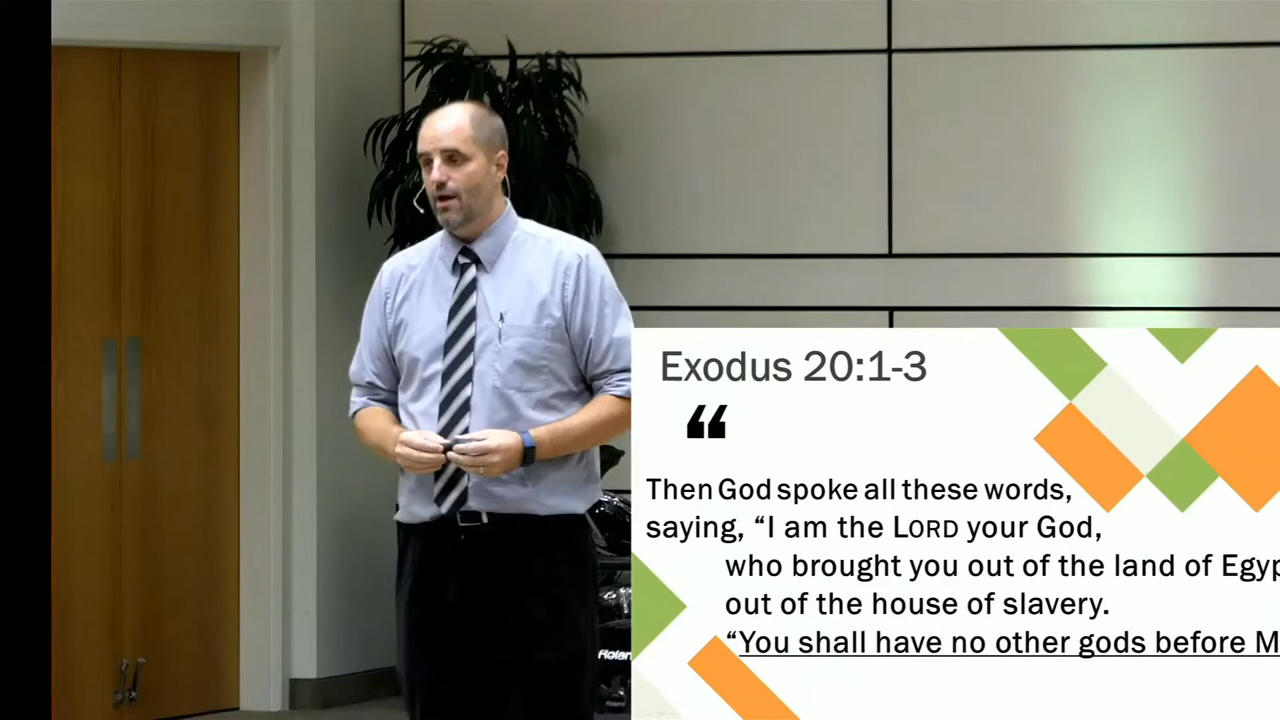 Exodus 20:1-3
“
Then God spoke all these words,
saying, “I am the LORD your God,
who brought you out of the land of Egyp
out of the house of slavery.
“You shall have no other gods before M
Roland
Roland